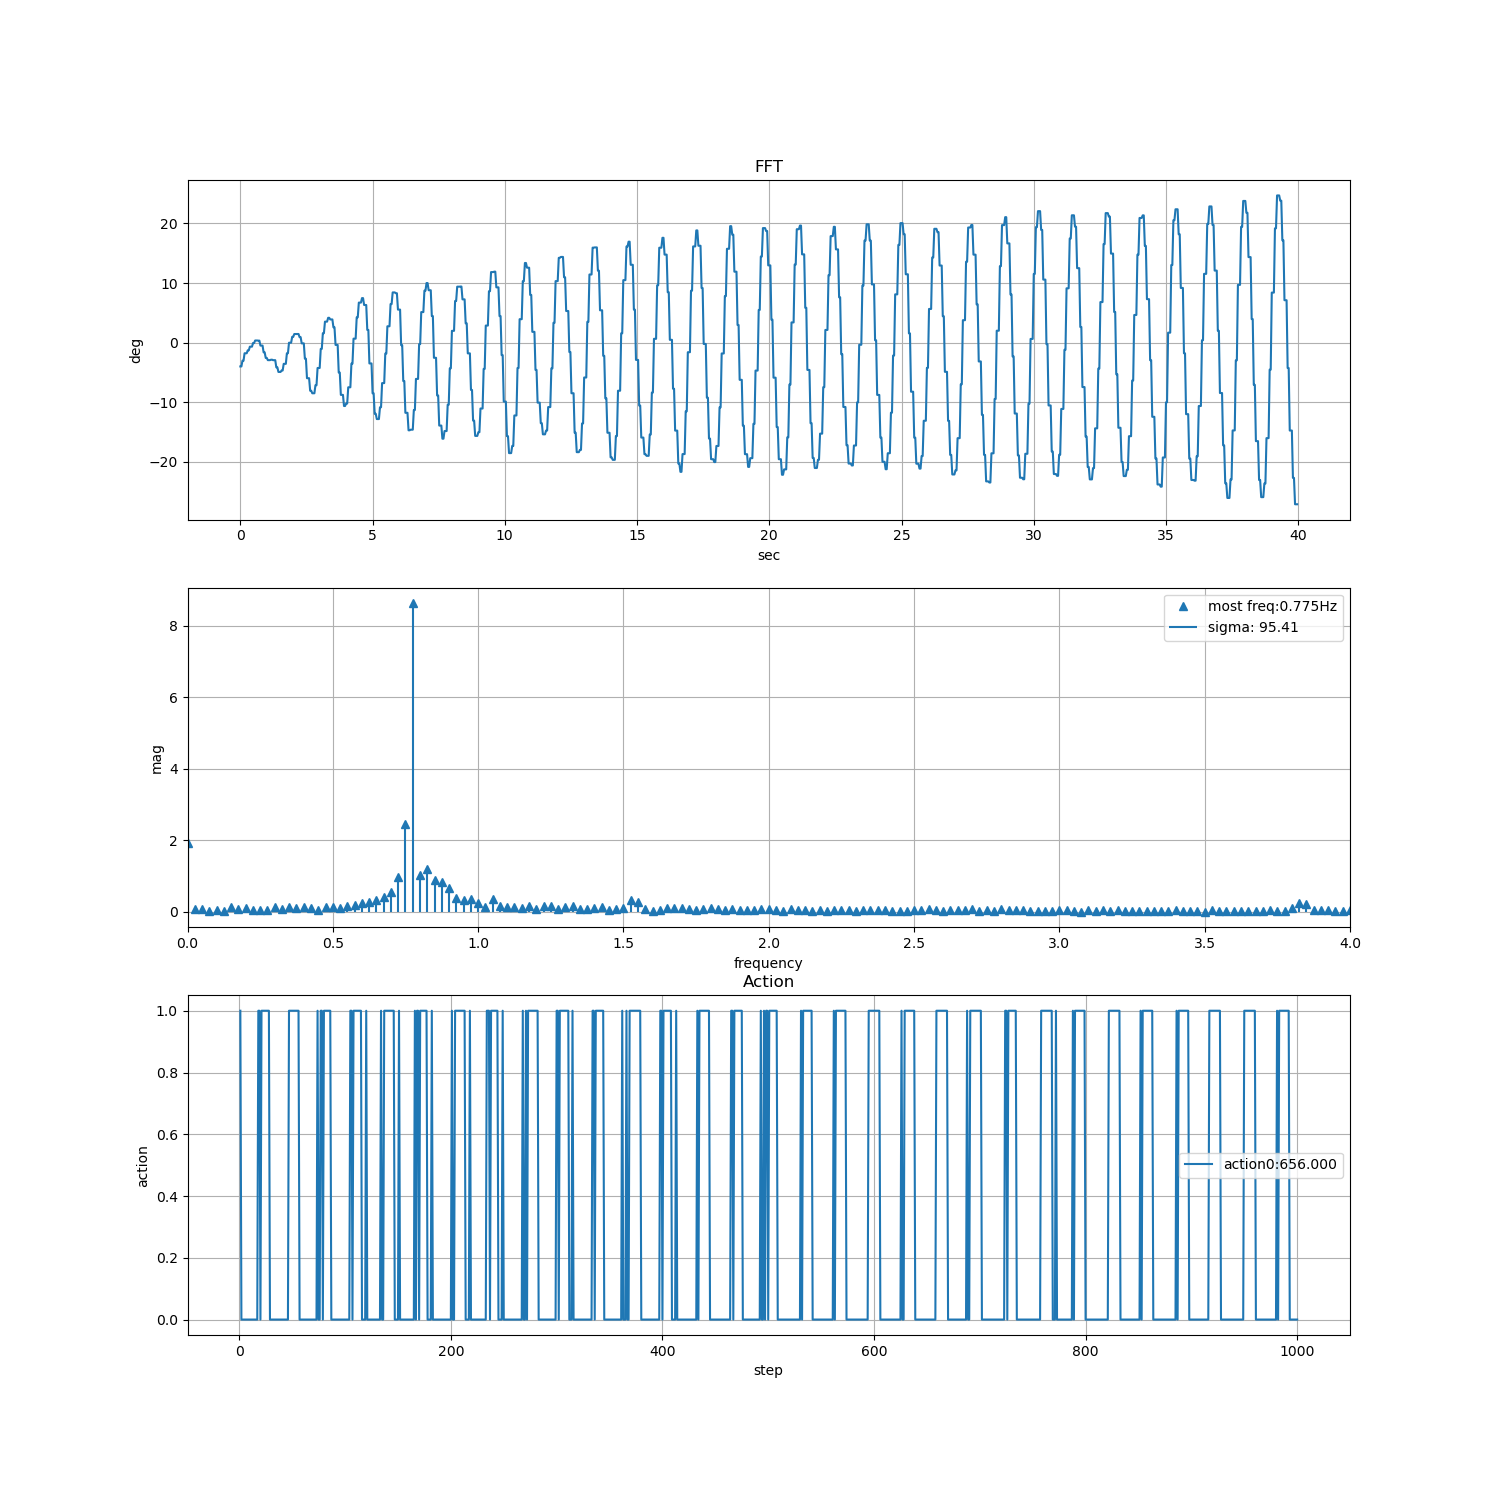 FFT
20
10
0
−10
−20
deg
0 5 10 15 20 25 30 35 40
sec
most freq:0.775Hz
sigma: 95.41
8
6
4
2
0
mag
0.0 0.5 1.0 1.5 2.0 2.5 3.0 3.5 4.0
frequency
Action
1.0
0.8
0.6
0.4
0.2
0.0
action
action0:656.000
0 200 400 600 800 1000
step